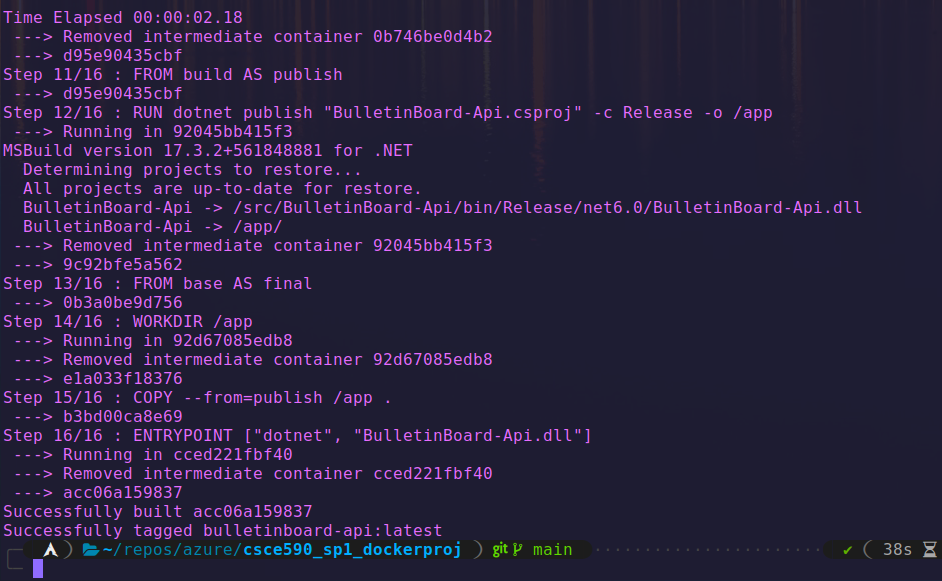 Time Elapsed 00:00:02.18
 ---> Removed intermediate container 0b746be0d4b2
 ---> d95e90435cbf
Step 11/16 : FROM build AS publish
 ---> d95e90435cbf
Step 12/16 : RUN dotnet publish "BulletinBoard-Api.csproj" -c Release -o /app
 ---> Running in 92045bb415f3
MSBuild version 17.3.2+561848881 for .NET
  Determining projects to restore...
  All projects are up-to-date for restore.
  BulletinBoard-Api -> /src/BulletinBoard-Api/bin/Release/net6.0/BulletinBoard-Api.dll
  BulletinBoard-Api -> /app/
 ---> Removed intermediate container 92045bb415f3
 ---> 9c92bfe5a562
Step 13/16 : FROM base AS final
 ---> 0b3a0be9d756
Step 14/16 : WORKDIR /app
 ---> Running in 92d67085edb8
 ---> Removed intermediate container 92d67085edb8
 ---> e1a033f18376
Step 15/16 : COPY --from=publish /app .
 ---> b3bd00ca8e69
Step 16/16 : ENTRYPOINT ["dotnet", "BulletinBoard-Api.dll"]
 ---> Running in cced221fbf40
 ---> Removed intermediate container cced221fbf40
 ---> acc06a159837
Successfully built acc06a159837
Successfully tagged bulletinboard-api:latest
~/repos/azure/csce590_sp1_dockerproj git main ✔ 38s